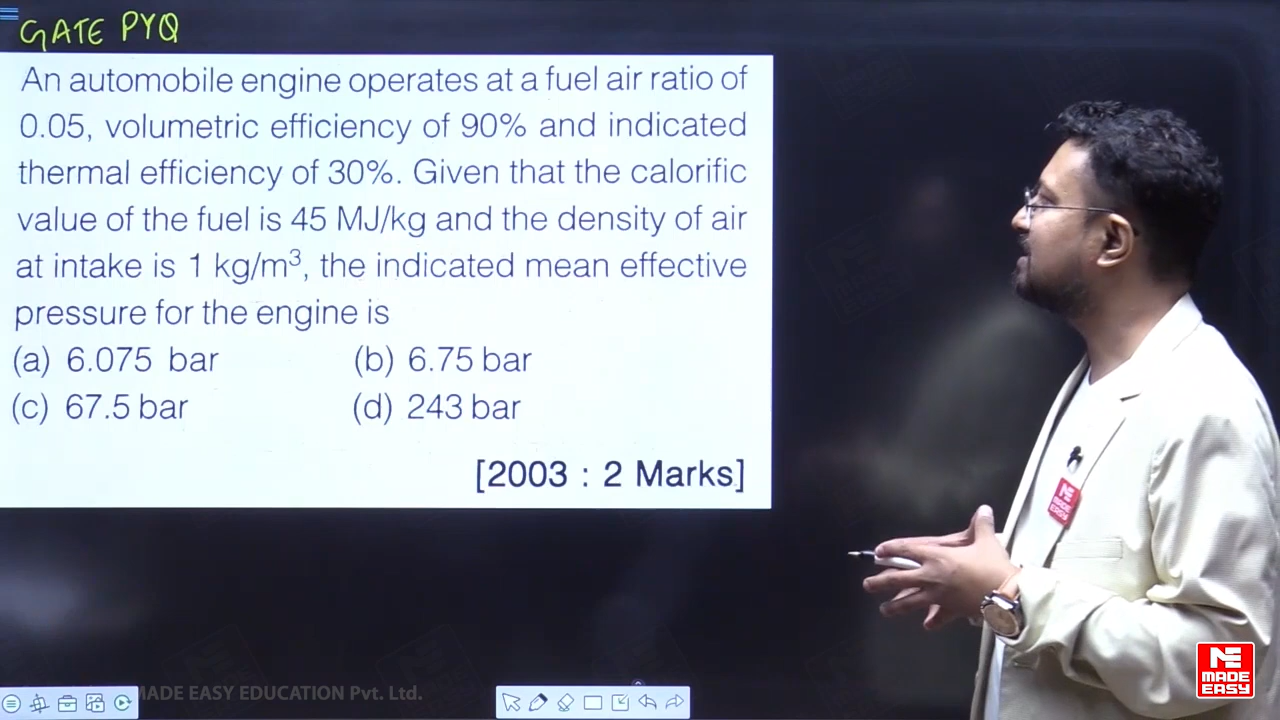 GATE PYQ
An automobile engine operates at a fuel air ratio of
0.05, volumetric efficiency of 90% and indicated
thermal efficiency of 30%. Given that the calorific
value of the fuel is 45 MJ/kg and the density of air
at intake is 1 kg/m³, the indicated mean effective
pressure for the engine is
(a) 6.075 bar (b) 6.75 bar
(c) 67.5 bar (d) 243 bar
[2003 : 2 Marks]
MADE EASY
MADE EASY EDUCATION Pvt. Ltd.
MADE
EASY